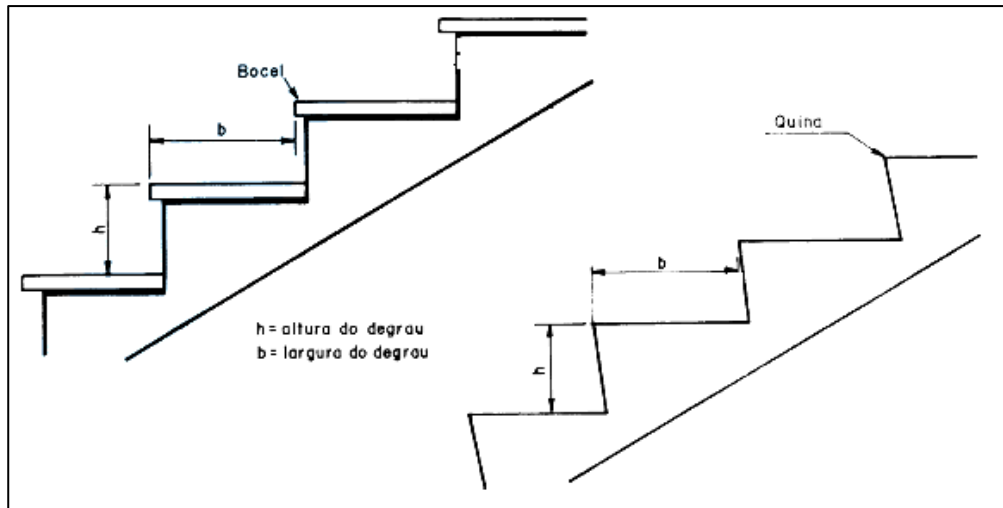 Bocel
b
Quina
h
b
h = altura do degrau
b = largura do degrau
h